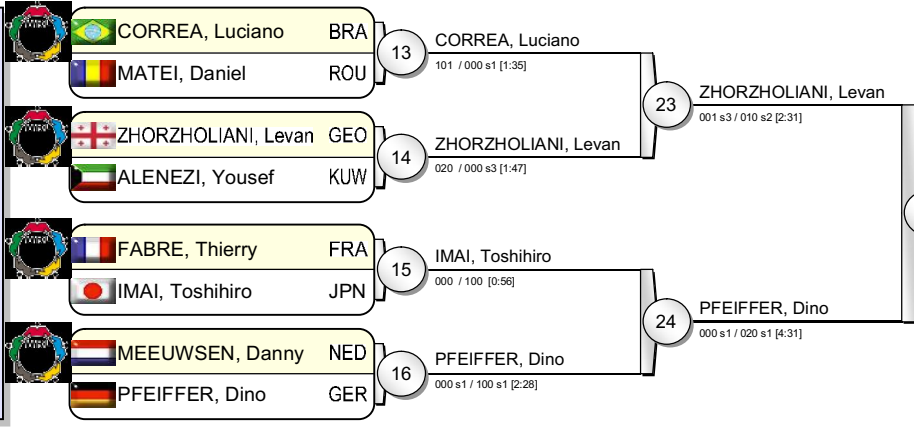 CORREA, Luciano BRA
MATEI, Daniel ROU
13
CORREA, Luciano
101 / 000 s1 [1:35]
ZHORZHOLIANI, Levan GEO
ALENEZI, Yousef KUW
14
ZHORZHOLIANI, Levan
020 / 000 s3 [1:47]
23
ZHORZHOLIANI, Levan
001 s3 / 010 s2 [2:31]
FABRE, Thierry FRA
IMAI, Toshihiro JPN
15
IMAI, Toshihiro
000 / 100 [0:56]
MEEUWSEN, Danny NED
PFEIFFER, Dino GER
16
PFEIFFER, Dino
000 s1 / 100 s1 [2:28]
24
PFEIFFER, Dino
000 s1 / 020 s1 [4:31]